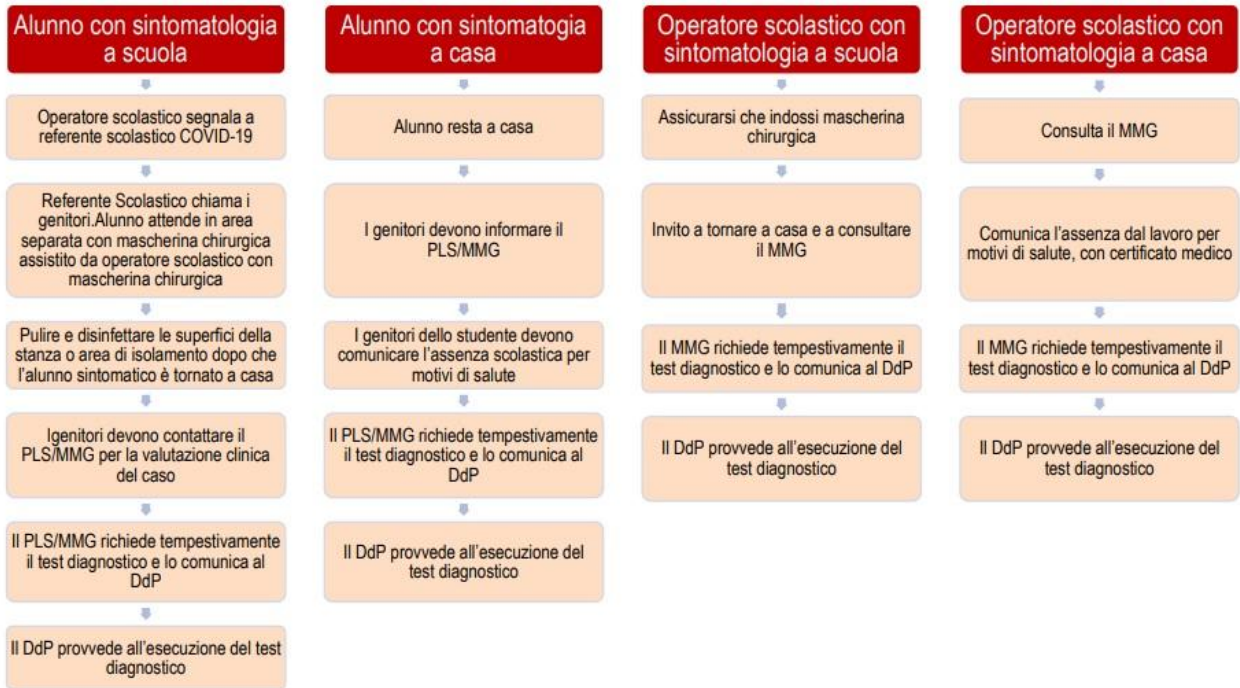 Alunno con sintomatologia
a scuola
Operatore scolastico segnala a
referente scolastico COVID-19
Referente Scolastico chiama i
genitori.Alunno attende in area
separata con mascherina chirurgica
assistito da operatore scolastico con
mascherina chirurgica
Pulire e disinfettare le superfici della
stanza o area di isolamento dopo che
l'alunno sintomatico è tornato a casa
Igenitori devono contattare il
PLS/MMG per la valutazione clinica
del caso
Il PLS/MMG richiede tempestivamente
il test diagnostico e lo comunica al
DdP
Il DdP provvede all'esecuzione del test
diagnostico
Alunno con sintomatogia
a casa
Alunno resta a casa
I genitori devono informare il
PLS/MMG
I genitori dello studente devono
comunicare l'assenza scolastica per
motivi di salute
Il PLS/MMG richiede tempestivamente
il test diagnostico e lo comunica al
DdP
Il DdP provvede all'esecuzione del
test diagnostico
Operatore scolastico con
sintomatologia a scuola
Assicurarsi che indossi mascherina
chirurgica
Invito a tornare a casa e a consultare
il MMG
Il MMG richiede tempestivamente il
test diagnostico e lo comunica al DdP
Il DdP provvede all'esecuzione del
test diagnostico
Operatore scolastico con
sintomatologia a casa
Consulta il MMG
Comunica l'assenza dal lavoro per
motivi di salute, con certificato medico
Il MMG richiede tempestivamente il
test diagnostico e lo comunica al DdP
Il DdP provvede all'esecuzione del
test diagnostico